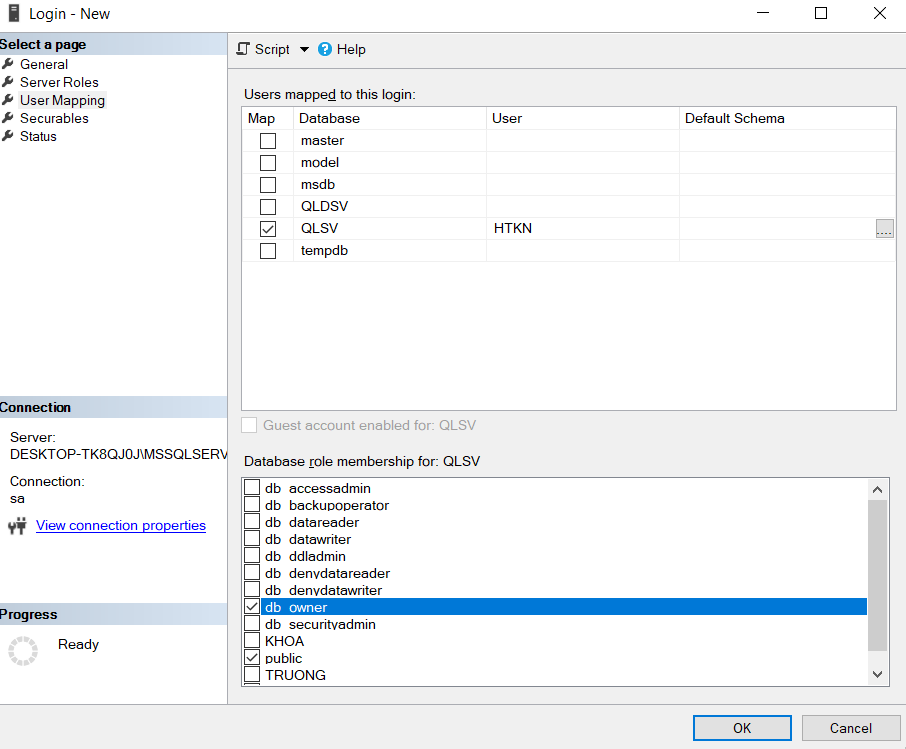 Login - New
Select a page
General
Server Roles
User Mapping
Securables
Status
Connection
Server:
DESKTOP-TK8QJ0J\MSSQLSERV
Connection:
sa
View connection properties
Progress
Ready
Script Help
Users mapped to this login:
Map Database User Default Schema
master
model
msdb
QLDSV
QLSV HTKN ....
tempdb
Guest account enabled for: QLSV
Database role membership for: QLSV
db_accessadmin
db_backupoperator
db_datareader
db_datawriter
db_ddladmin
db_denydatareader
db_denydatawriter
db_owner
db_securityadmin
KHOA
public
TRUONG
OK Cancel